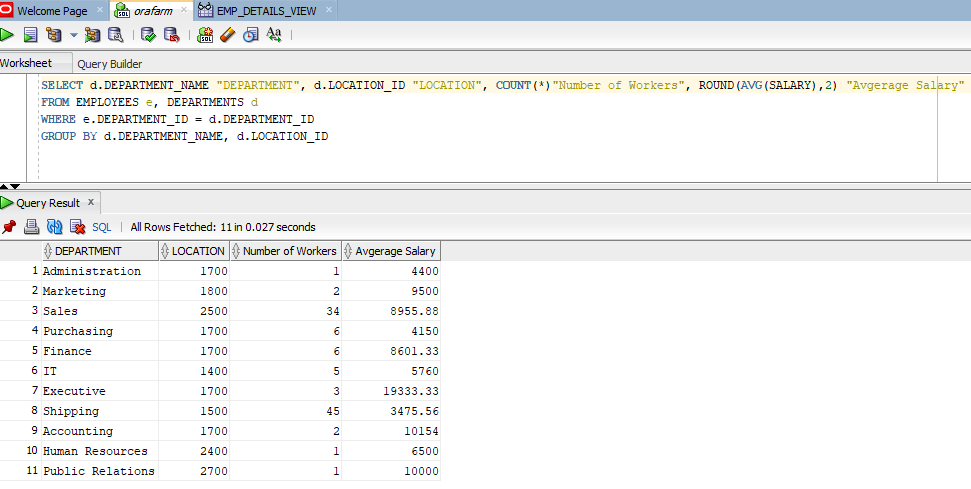 Welcome Page × orafarm × EMP_DETAILS_VIEW ×
SQL
Aa
Worksheet Query Builder
SELECT d.DEPARTMENT_NAME "DEPARTMENT", d.LOCATION_ID "LOCATION", COUNT(*)"Number of Workers", ROUND(AVG(SALARY),2) "Avgerage Salary"
FROM EMPLOYEES e, DEPARTMENTS d
WHERE e.DEPARTMENT_ID = d.DEPARTMENT_ID
GROUP BY d.DEPARTMENT_NAME, d.LOCATION_ID
Query Result x
SQL | All Rows Fetched: 11 in 0.027 seconds
DEPARTMENT LOCATION Number of Workers Avgerage Salary
1 Administration 1700 1 4400
2 Marketing 1800 2 9500
3 Sales 2500 34 8955.88
4 Purchasing 1700 6 4150
5 Finance 1700 6 8601.33
6 IT 1400 5 5760
7 Executive 1700 3 19333.33
8 Shipping 1500 45 3475.56
9 Accounting 1700 2 10154
10 Human Resources 2400 1 6500
11 Public Relations 2700 1 10000